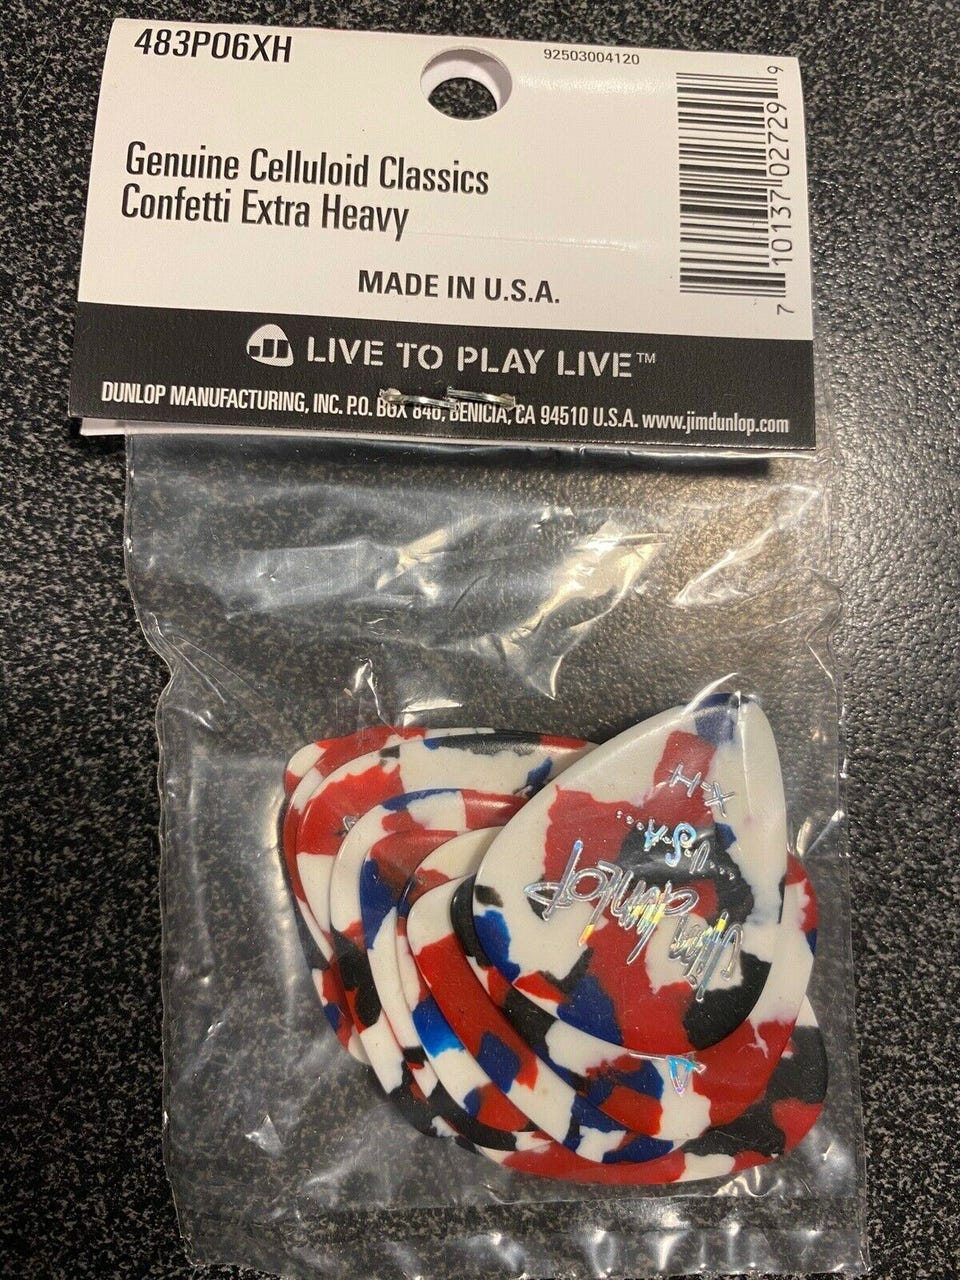 483P06XH
92503004120
Genuine Celluloid Classics
Confetti Extra Heavy
MADE IN U.S.A.
LIVE TO PLAY LIVE™
DUNLOP MANUFACTURING, INC. P.O. BOX 846, BENICIA, CA 94510 U.S.A. www.jimdunlop.com
7 10137 02729 9
Jim Dunlop
U.S.A.
X-H